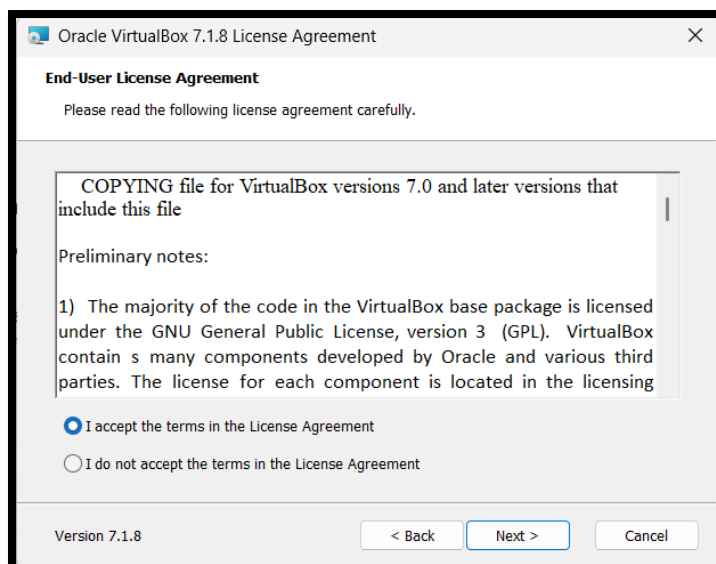 Oracle VirtualBox 7.1.8 License Agreement
End-User License Agreement
Please read the following license agreement carefully.
COPYING file for VirtualBox versions 7.0 and later versions that
include this file
Preliminary notes:
1) The majority of the code in the VirtualBox base package is licensed
under the GNU General Public License, version 3 (GPL). VirtualBox
contain s many components developed by Oracle and various third
parties. The license for each component is located in the licensing
I accept the terms in the License Agreement
I do not accept the terms in the License Agreement
Version 7.1.8
< Back
Next >
Cancel